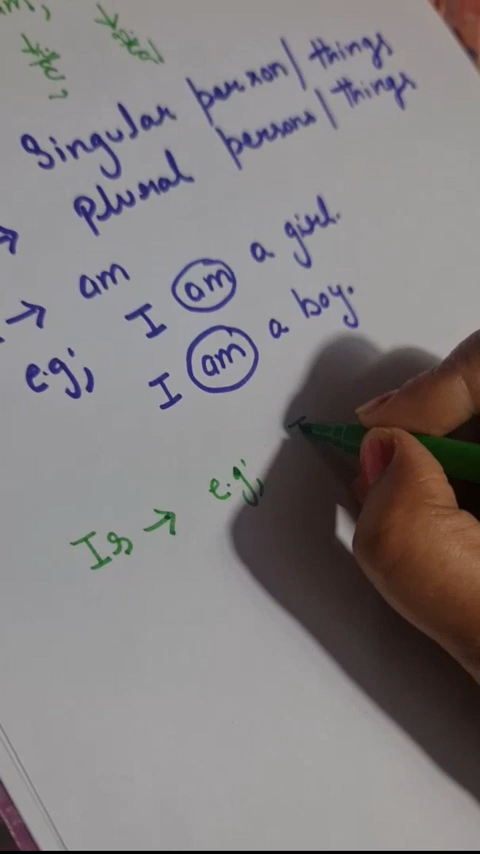 Singular person/things
→ Plural persons/things
→ am
e.g; I am a girl.
I am a boy.
Is → e.g;